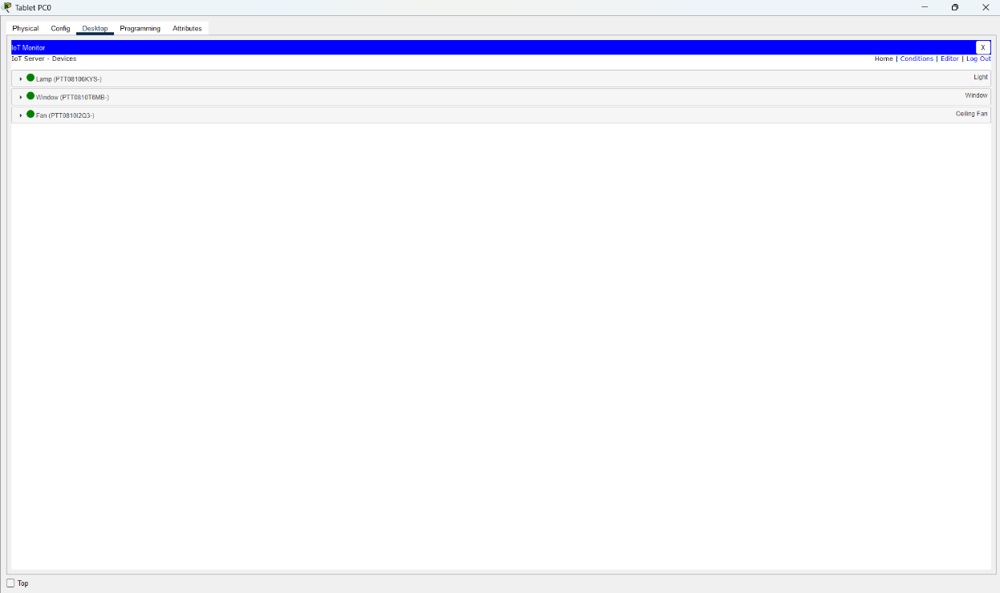 Tablet PC0
Physical Config Desktop Programming Attributes
IoT Monitor X
IoT Server - Devices Home | Conditions | Editor | Log Out
Lamp (PTT08106KYS-) Light
Window (PTT0810T6MB-) Window
Fan (PTT0810I2Q3-) Ceiling Fan
Top